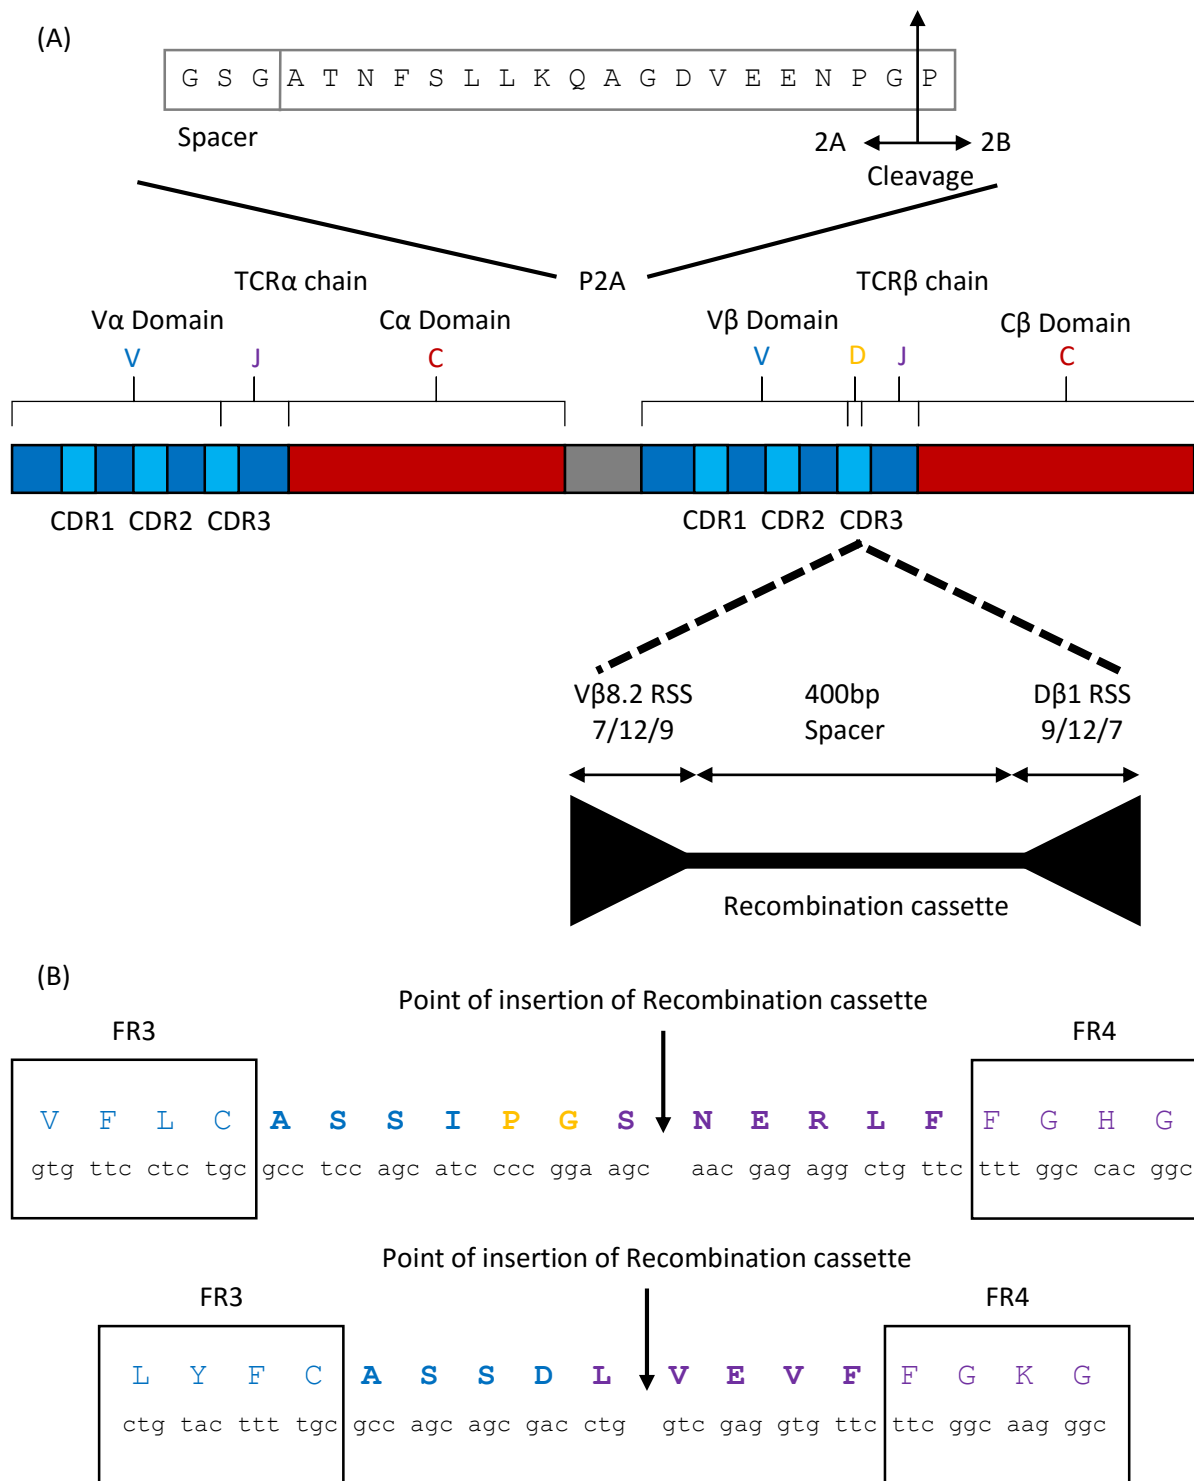 (A)
G S G A T N F S L L K Q A G D V E E N P G P
Spacer
2A 2B
Cleavage
TCRα chain P2A TCRβ chain
Vα Domain Cα Domain Vβ Domain Cβ Domain
V J C V D J C
CDR1 CDR2 CDR3 CDR1 CDR2 CDR3
Vβ8.2 RSS 400bp Dβ1 RSS
7/12/9 Spacer 9/12/7
Recombination cassette
(B)
Point of insertion of Recombination cassette
FR3 FR4
V F L C A S S I P G S N E R L F F G H G
gtg ttc ctc tgc gcc tcc agc atc ccc gga agc aac gag agg ctg ttc ttt ggc cac ggc
Point of insertion of Recombination cassette
FR3 FR4
L Y F C A S S D L V E V F F G K G
ctg tac ttt tgc gcc agc agc gac ctg gtc gag gtg ttc ttc ggc aag ggc